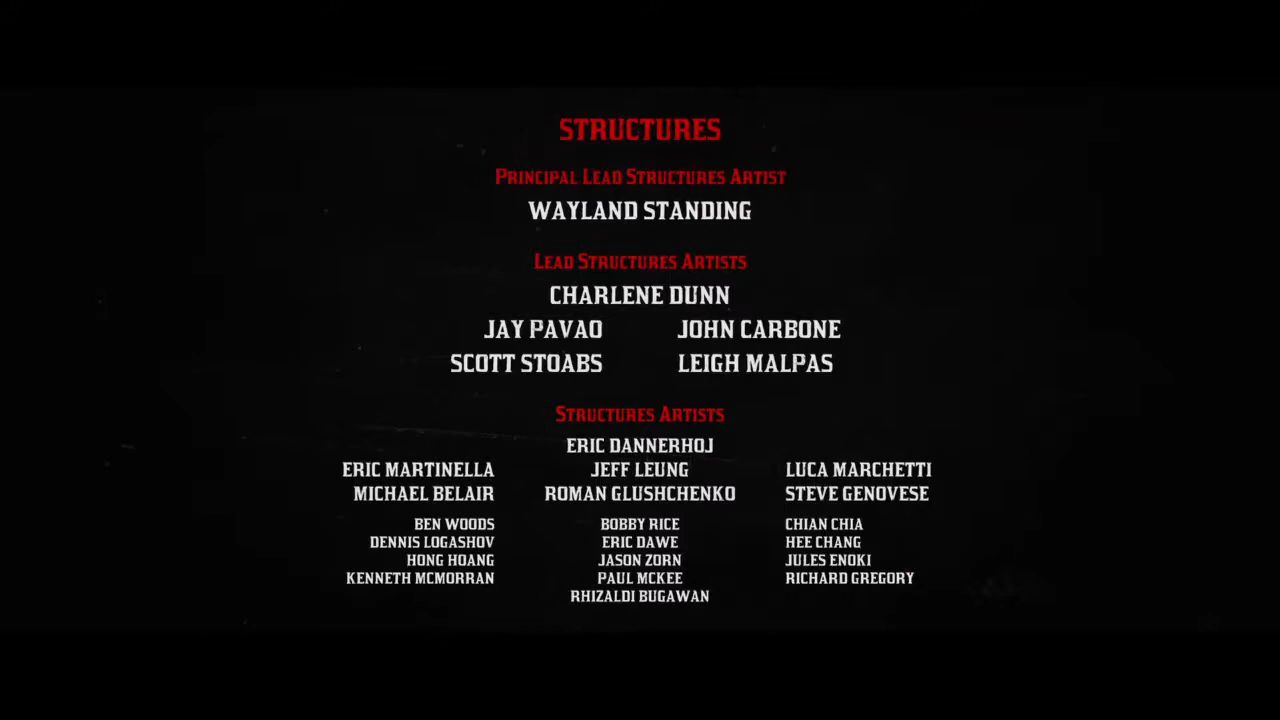 STRUCTURES
PRINCIPAL LEAD STRUCTURES ARTIST
WAYLAND STANDING
LEAD STRUCTURES ARTISTS
CHARLENE DUNN
JAY PAVAO JOHN CARBONE
SCOTT STOABS LEIGH MALPAS
STRUCTURES ARTISTS
ERIC DANNERHOJ
ERIC MARTINELLA JEFF LEUNG LUCA MARCHETTI
MICHAEL BELAIR ROMAN GLUSHCHENKO STEVE GENOVESE
BEN WOODS BOBBY RICE CHIAN CHIA
DENNIS LOGASHOV ERIC DAWE HEE CHANG
HONG HOANG JASON ZORN JULES ENOKI
KENNETH MCMORRAN PAUL MCKEE RICHARD GREGORY
RHIZALDI BUGAWAN